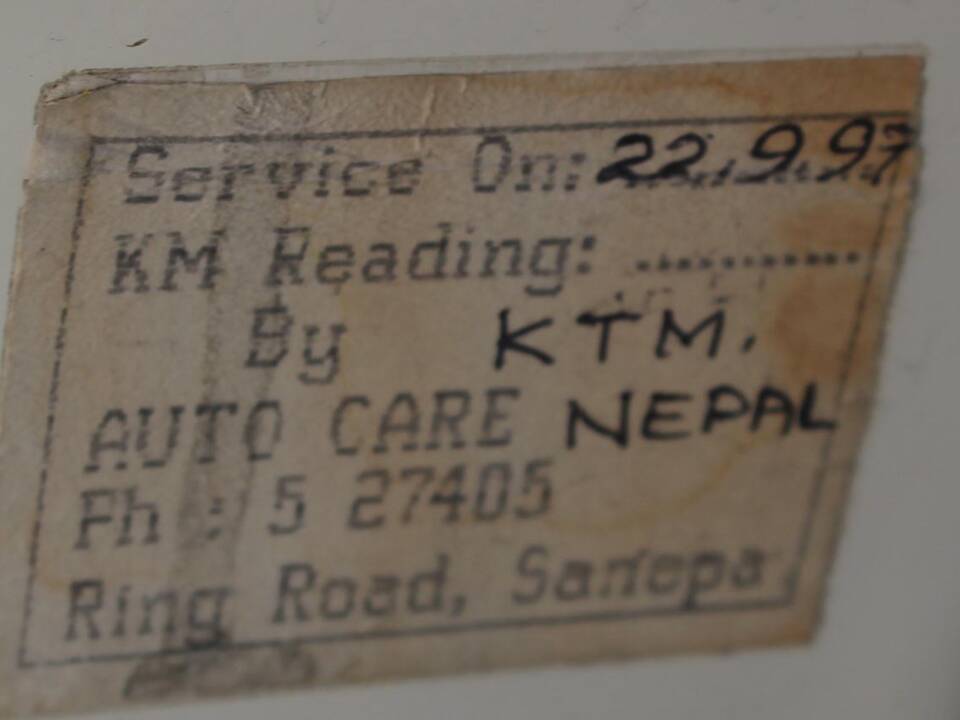 Service On: 22.9.97
KM Reading: ............
By KTM.
AUTO CARE NEPAL
Ph : 5 27405
Ring Road, Sanepa